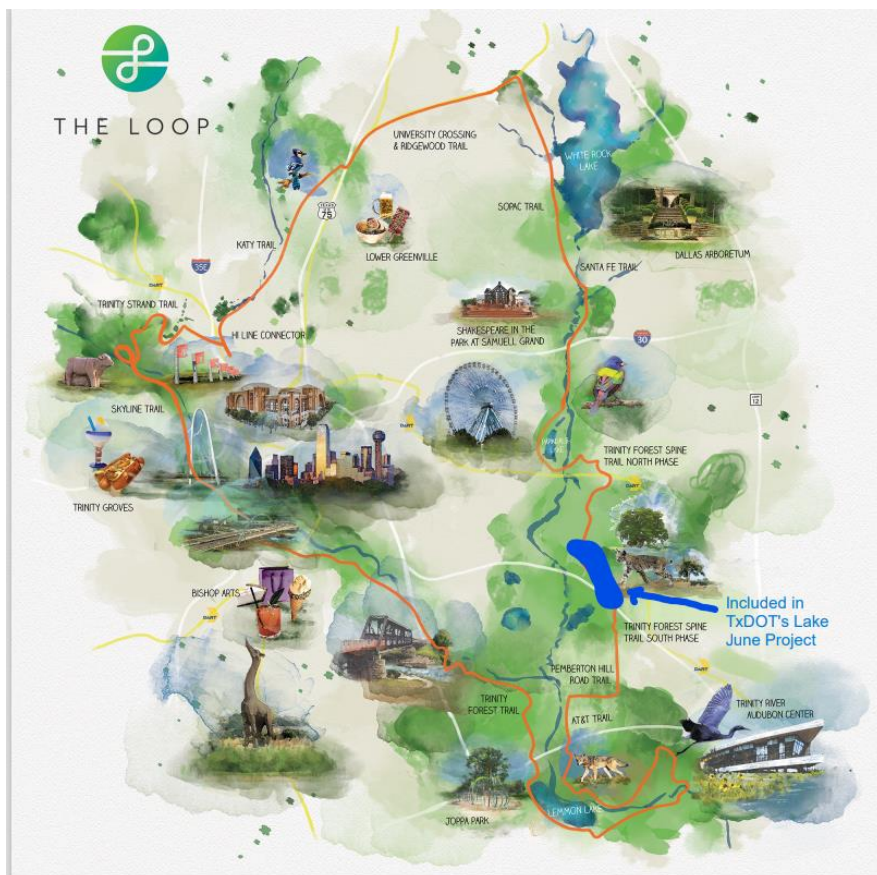 THE LOOP
UNIVERSITY CROSSING
& RIDGEWOOD TRAIL
WHITE ROCK
LAKE
75
SOPAC TRAIL
KATY TRAIL
LOWER GREENVILLE
DALLAS ARBORETUM
35E
SANTA FE TRAIL
DART
TRINITY STRAND TRAIL
HI LINE CONNECTOR
SHAKESPEARE IN THE
PARK AT SAMUELL GRAND
30
SKYLINE TRAIL
12
DART
TRINITY FOREST SPINE
TRAIL NORTH PHASE
DART
TRINITY GROVES
BISHOP ARTS
DART
Included in
TxDOT's Lake
June Project
TRINITY FOREST SPINE
TRAIL SOUTH PHASE
PEMBERTON HILL
ROAD TRAIL
DART
TRINITY
FOREST TRAIL
AT&T TRAIL
TRINITY RIVER
AUDUBON CENTER
LEMMON LAKE
JOPPA PARK